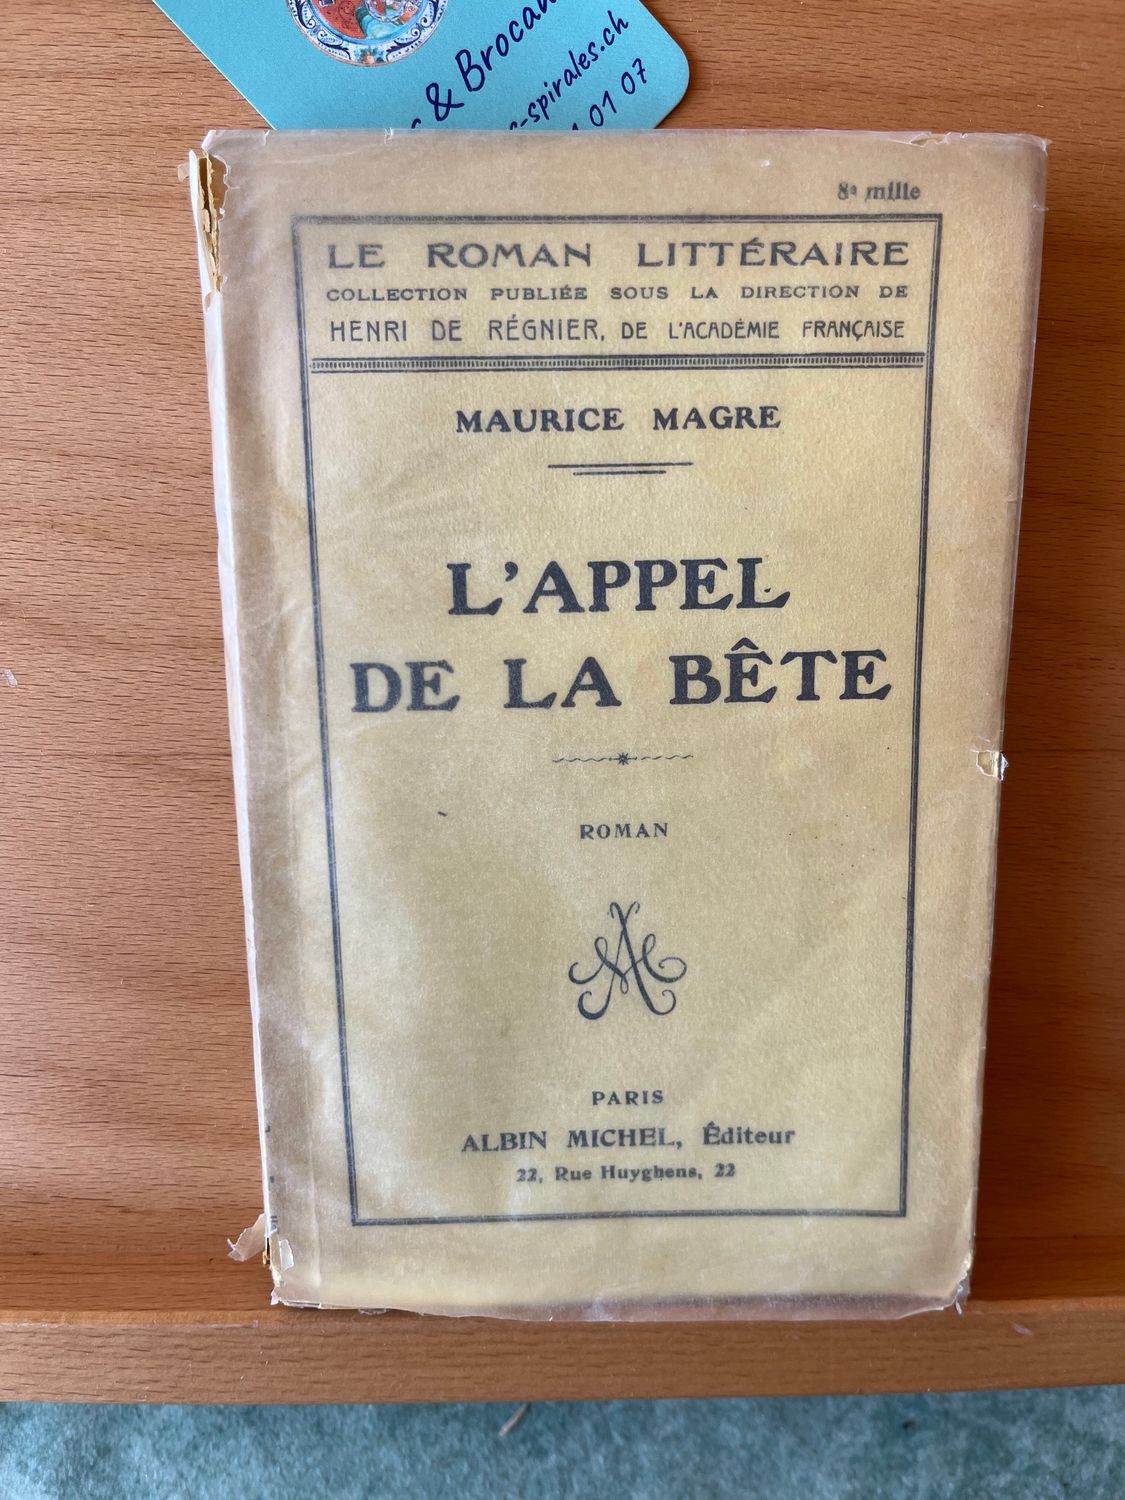 & Brocan
-spirales.ch
01 07
8e mille
LE ROMAN LITTÉRAIRE
COLLECTION PUBLIÉE SOUS LA DIRECTION DE
HENRI DE RÉGNIER, DE L'ACADÉMIE FRANÇAISE
MAURICE MAGRE
L'APPEL
DE LA BÊTE
ROMAN
PARIS
ALBIN MICHEL, Éditeur
22, Rue Huyghens, 22